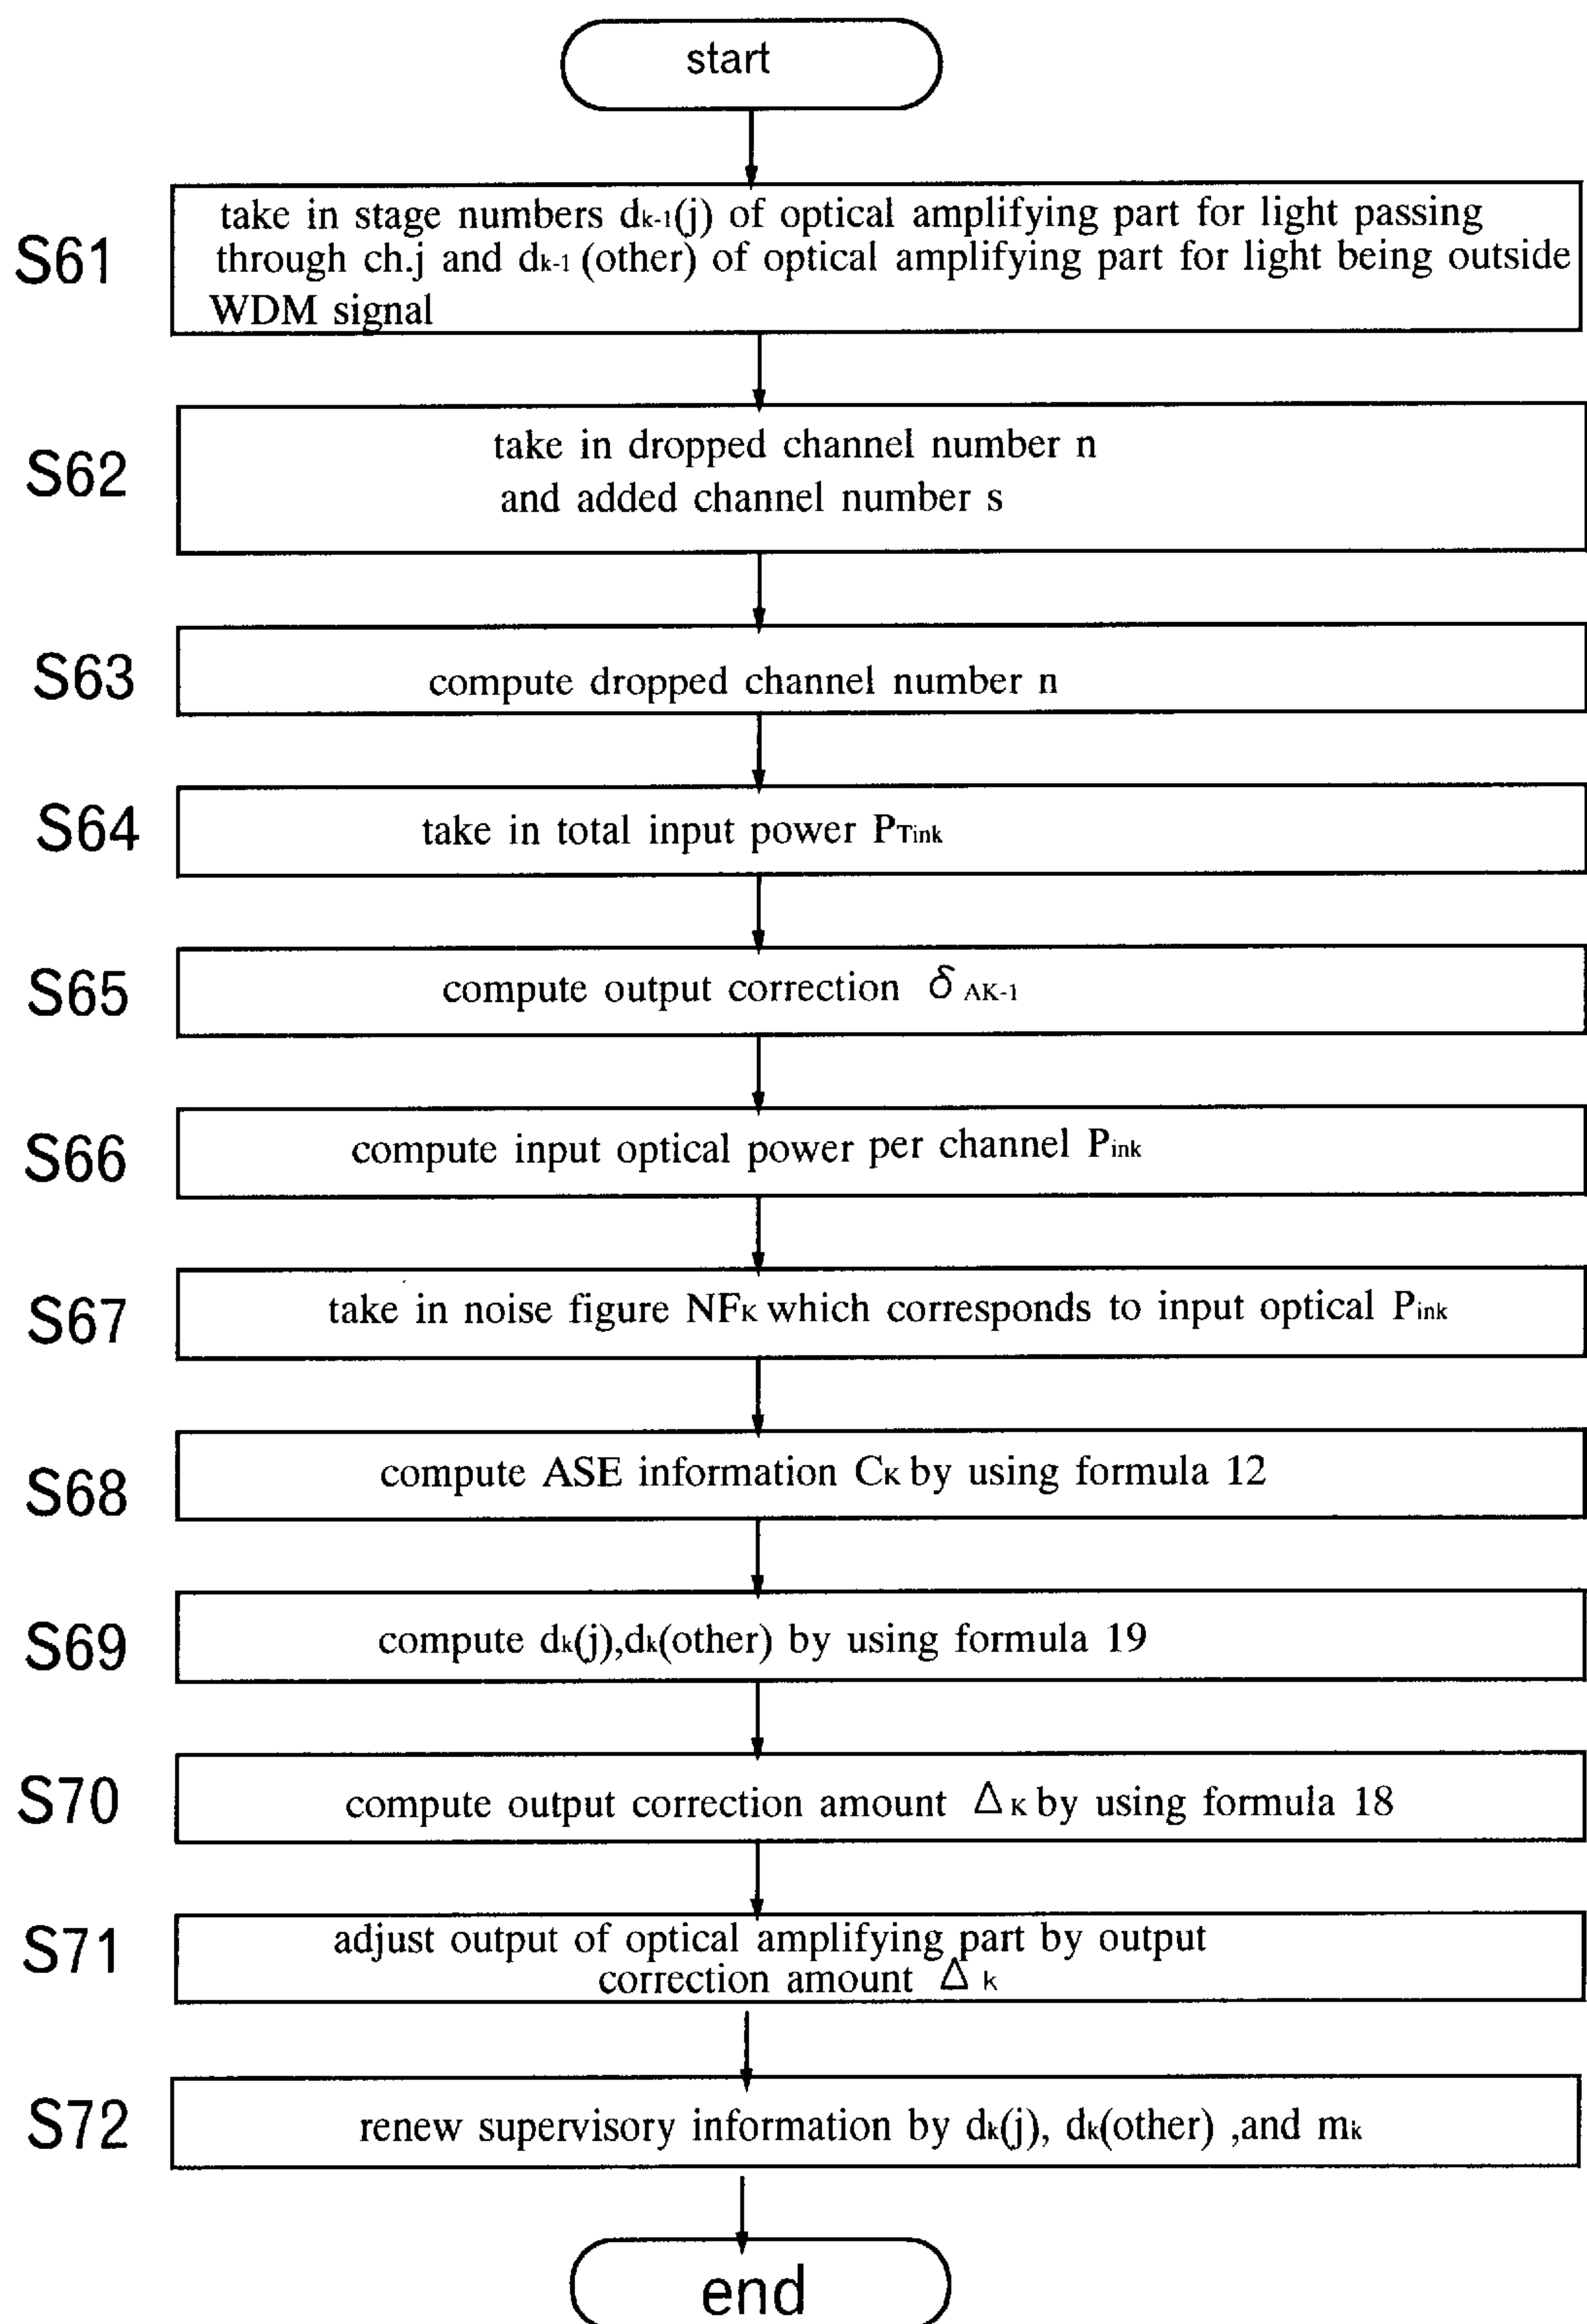 start
S61
take in stage numbers dk-1(j) of optical amplifying part for light passing
through ch.j and dk-1 (other) of optical amplifying part for light being outside
WDM signal
S62
take in dropped channel number n
and added channel number s
S63
compute dropped channel number n
S64
take in total input power PTink
S65
compute output correction δ AK-1
S66
compute input optical power per channel Pink
S67
take in noise figure NFK which corresponds to input optical Pink
S68
compute ASE information CK by using formula 12
S69
compute dk(j),dk(other) by using formula 19
S70
compute output correction amount Δ K by using formula 18
S71
adjust output of optical amplifying part by output
correction amount Δ k
S72
renew supervisory information by dk(j), dk(other) ,and mk
end